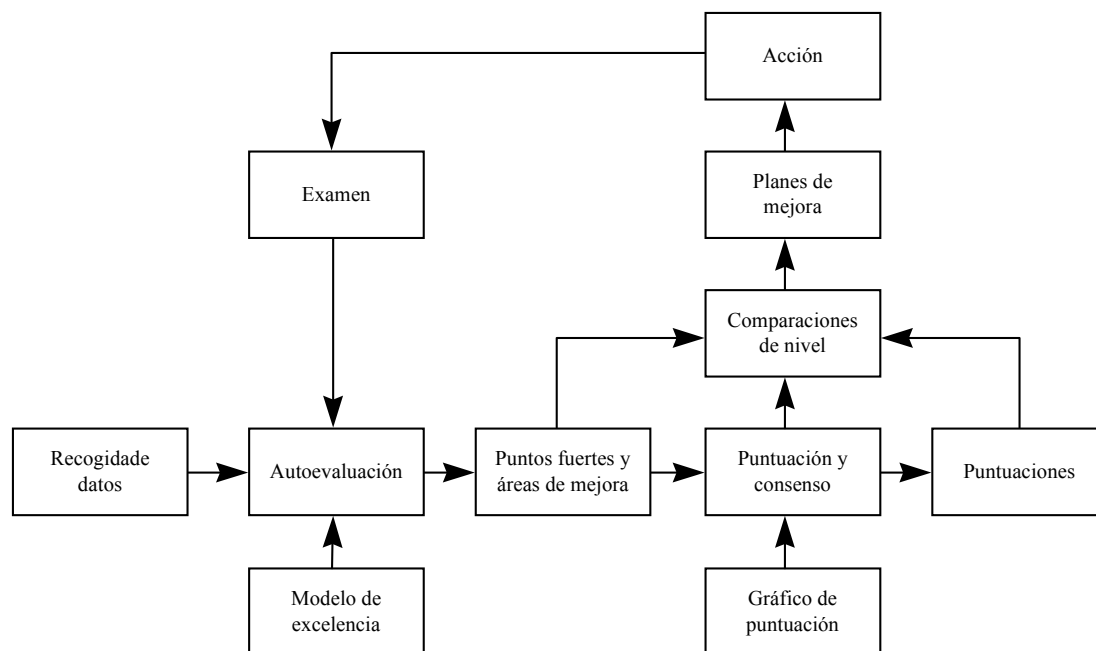 Acción
Examen
Planes de
mejora
Comparaciones
de nivel
Recogidade
datos
Autoevaluación
Puntos fuertes y
áreas de mejora
Puntuación y
consenso
Puntuaciones
Modelo de
excelencia
Gráfico de
puntuación